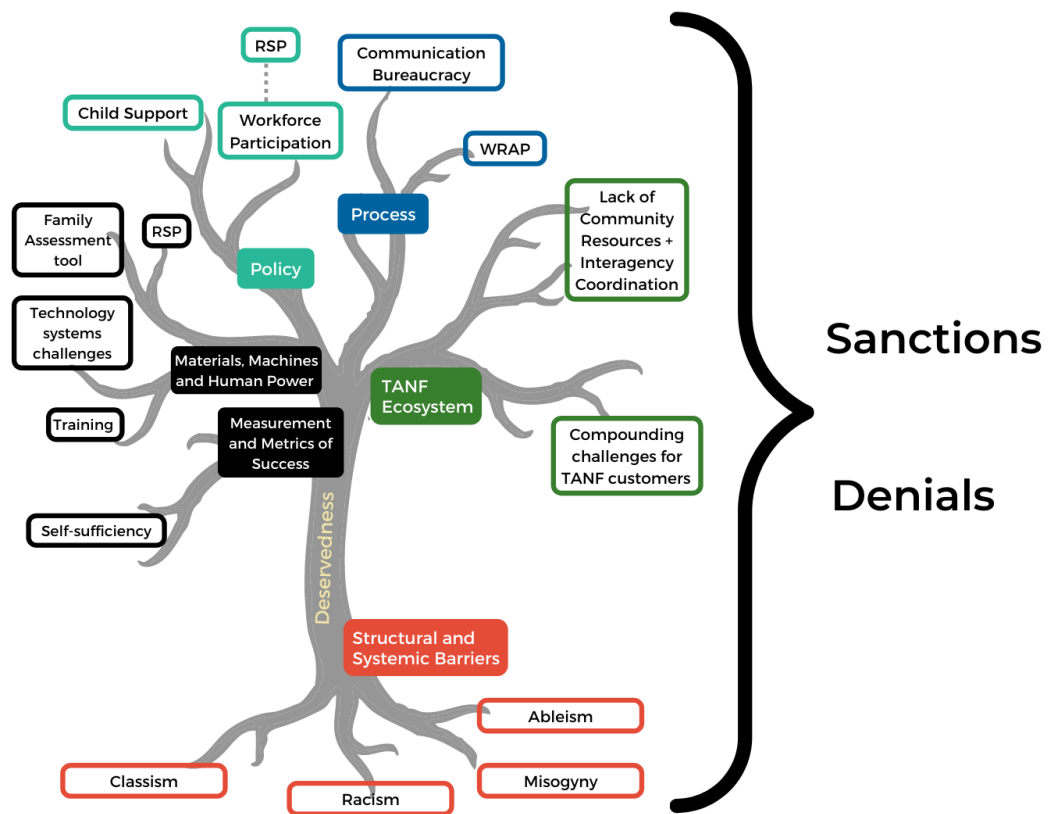 RSP
Communication
Bureaucracy
Child Support
Workforce
Participation
WRAP
Family
Assessment
tool
RSP
Process
Lack of
Community
Resources +
Interagency
Coordination
Policy
Technology
systems
challenges
Materials, Machines
and Human Power
TANF
Ecosystem
Sanctions
Training
Measurement
and Metrics of
Success
Compounding
challenges for
TANF customers
Denials
Self-sufficiency
Deservedness
Structural and
Systemic Barriers
Ableism
Classism
Racism
Misogyny